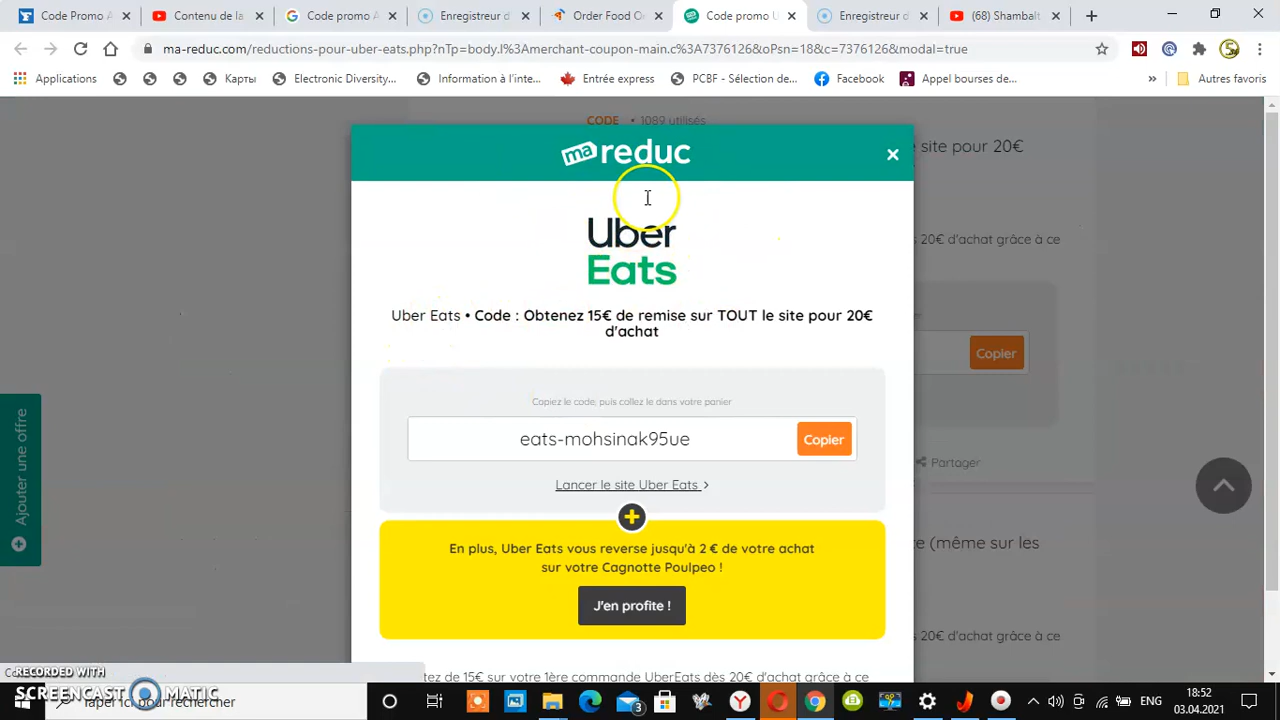 Code Promo A
Contenu de la
Code promo A
Enregistreur d
Order Food O
Code promo U
Enregistreur d
(68) Shambalt
ma-reduc.com/reductions-pour-uber-eats.php?nTp=body.l%3Amerchant-coupon-main.c%3A7376126&oPsn=18&c=7376126&modal=true
Applications
Карты
Electronic Diversity...
Information à l'inte...
Entrée express
PCBF - Sélection de...
Facebook
Appel bourses de...
»
Autres favoris
CODE • 1089 utilisés
e site pour 20€
ma reduc
Uber
Eats
20€ d'achat grâce à ce
Uber Eats • Code : Obtenez 15€ de remise sur TOUT le site pour 20€
d'achat
Copier
Copiez le code, puis collez le dans votre panier
eats-mohsinak95ue
Copier
Partager
Lancer le site Uber Eats >
Ajouter une offre
En plus, Uber Eats vous reverse jusqu'à 2 € de votre achat
sur votre Cagnotte Poulpeo !
re (même sur les
J'en profite !
20€ d'achat grâce à ce
tez de 15€ sur votre 1ère commande UberEats dès 20€ d'achat grâce à ce
RECORDED WITH
SCREENCAST MATIC
Taper ici pour rechercher
3
ENG
18:52
03.04.2021